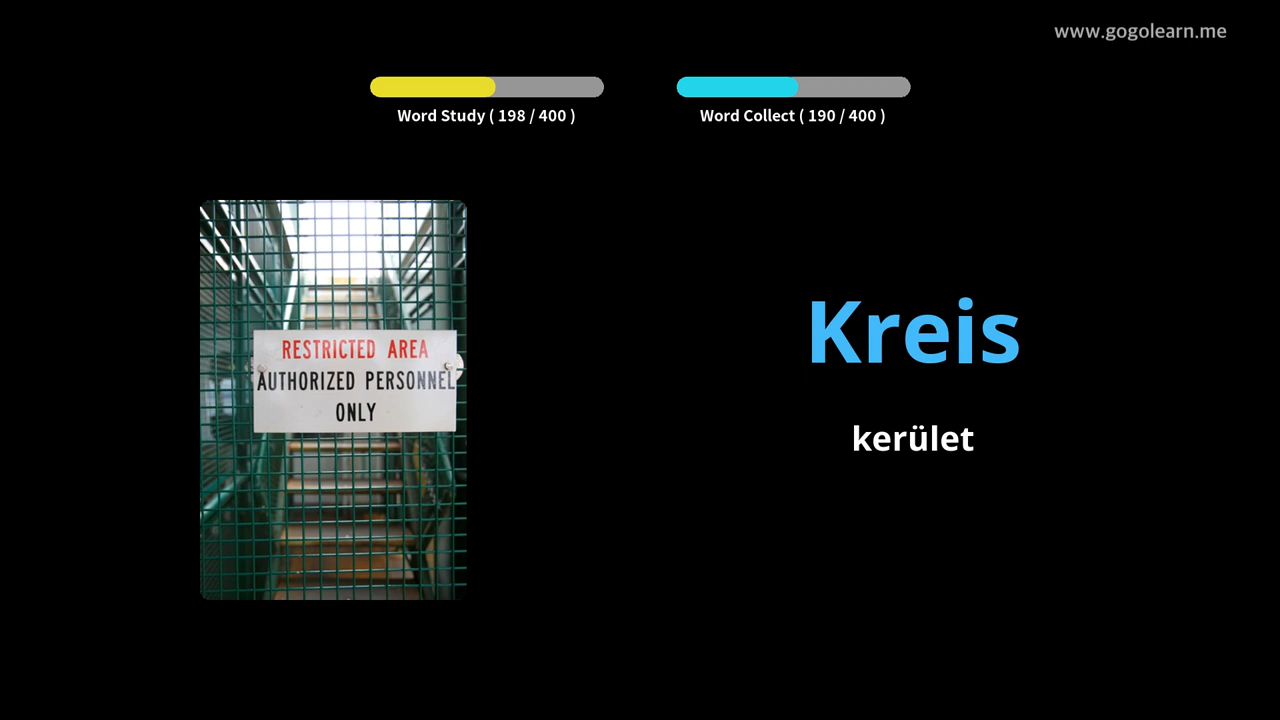 www.gogolearn.me
Word Study ( 198 / 400 )
Word Collect ( 190 / 400 )
RESTRICTED AREA
AUTHORIZED PERSONNEL
ONLY
Kreis
kerület